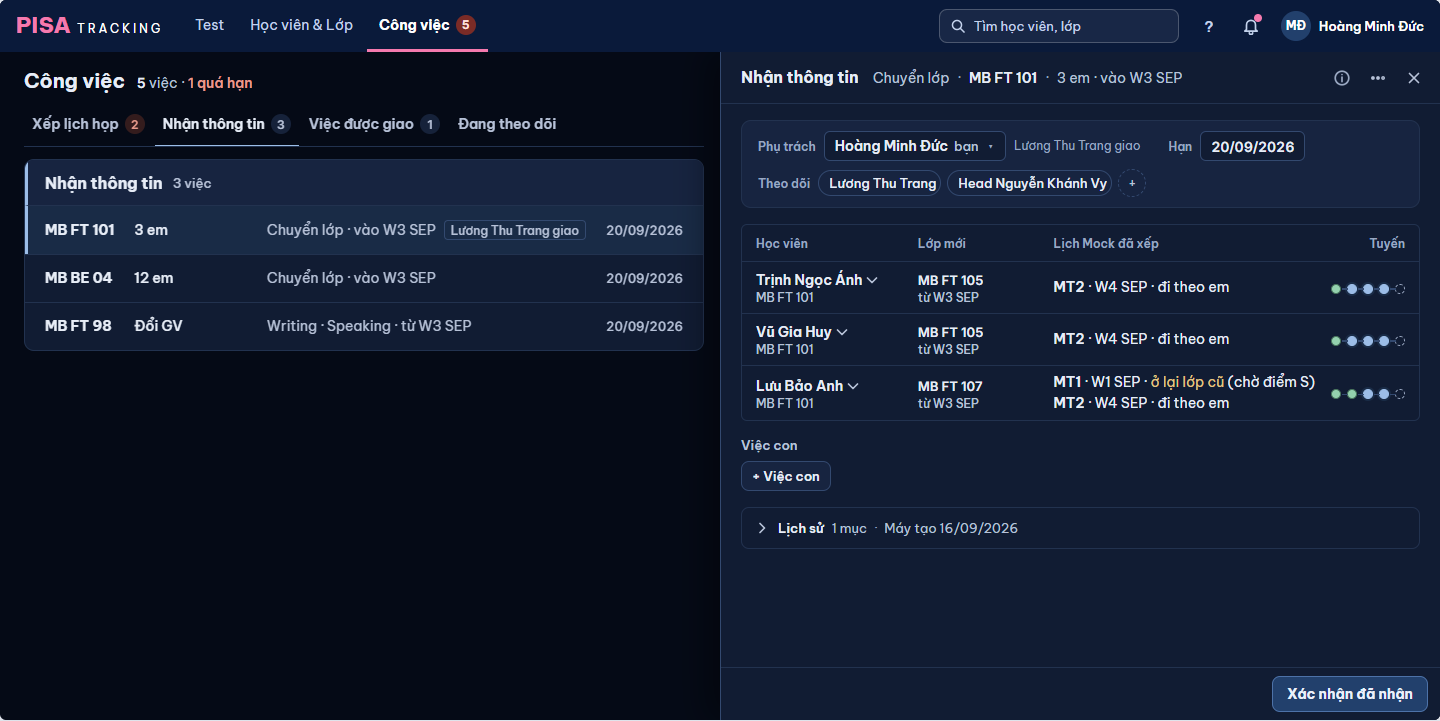 PISA TRACKING Test Học viên & Lớp Công việc 5 Tìm học viên, lớp ? MĐ Hoàng Minh Đức
Công việc 5 việc · 1 quá hạn
Xếp lịch họp 2 Nhận thông tin 3 Việc được giao 1 Đang theo dõi
Nhận thông tin 3 việc
MB FT 101 3 em Chuyển lớp · vào W3 SEP Lương Thu Trang giao 20/09/2026
MB BE 04 12 em Chuyển lớp · vào W3 SEP 20/09/2026
MB FT 98 Đổi GV Writing · Speaking · từ W3 SEP 20/09/2026
Nhận thông tin Chuyển lớp · MB FT 101 · 3 em · vào W3 SEP
Phụ trách Hoàng Minh Đức bạn Lương Thu Trang giao Hạn 20/09/2026
Theo dõi Lương Thu Trang Head Nguyễn Khánh Vy +
Học viên Lớp mới Lịch Mock đã xếp Tuyến
Trịnh Ngọc Ánh MB FT 105 MT2 · W4 SEP · đi theo em
MB FT 101 từ W3 SEP
Vũ Gia Huy MB FT 105 MT2 · W4 SEP · đi theo em
MB FT 101 từ W3 SEP
Lưu Bảo Anh MB FT 107 MT1 · W1 SEP · ở lại lớp cũ (chờ điểm S)
MB FT 101 từ W3 SEP MT2 · W4 SEP · đi theo em
Việc con
+ Việc con
Lịch sử 1 mục · Máy tạo 16/09/2026
Xác nhận đã nhận